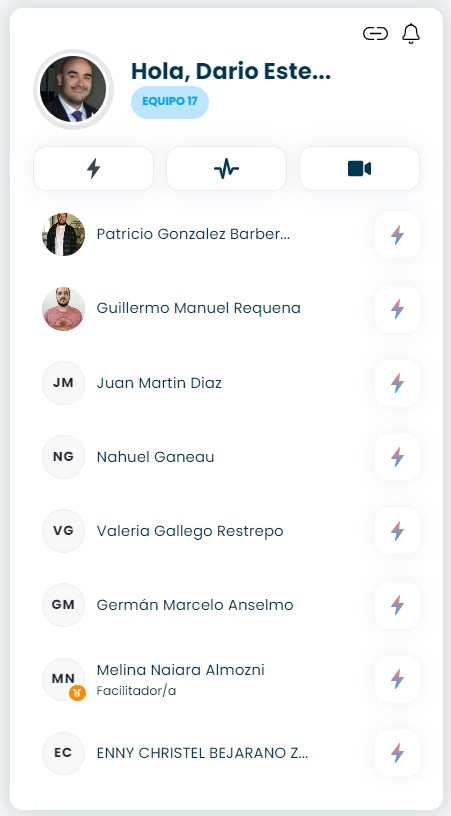 Hola, Dario Este...
EQUIPO 17
Patricio Gonzalez Barber...
Guillermo Manuel Requena
JM Juan Martin Diaz
NG Nahuel Ganeau
VG Valeria Gallego Restrepo
GM Germán Marcelo Anselmo
MN Melina Naiara Almozni
Facilitador/a
EC ENNY CHRISTEL BEJARANO Z...